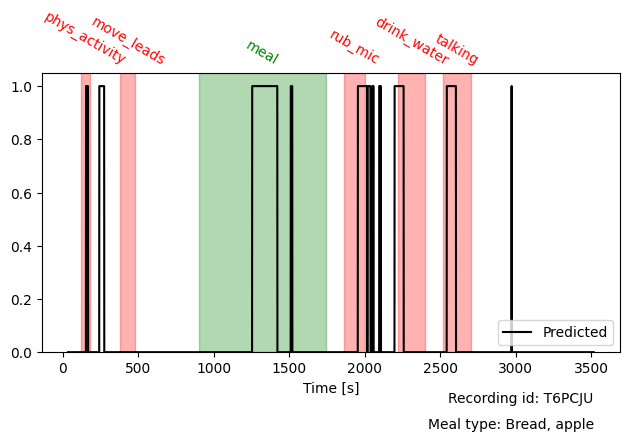 phys_activity
move_leads
meal
rub_mic
drink_water
talking
1.0
0.8
0.6
0.4
0.2
0.0
Predicted
0 500 1000 1500 2000 2500 3000 3500
Time [s]
Recording id: T6PCJU
Meal type: Bread, apple